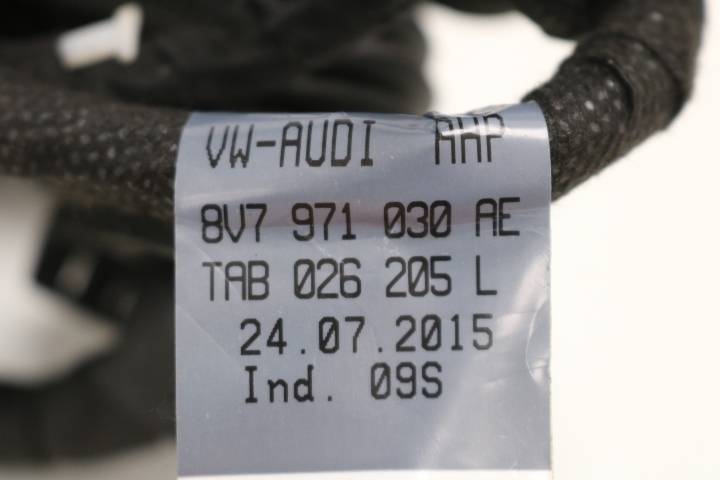 VW-AUDI AHP
8V7 971 030 AE
TAB 026 205 L
24.07.2015
Ind. 09S